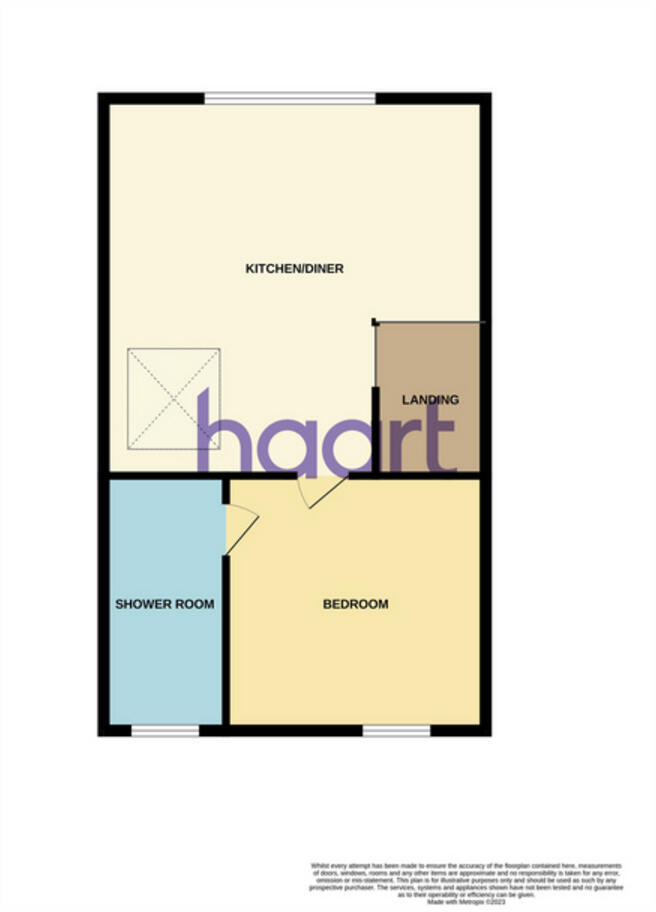 KITCHEN/DINER
LANDING
haart
SHOWER ROOM
BEDROOM
Whilst every attempt has been made to ensure the accuracy of the floorplan contained here, measurements
of doors, windows, rooms and any other items are approximate and no responsibility is taken for any error,
omission or mis-statement. This plan is for illustrative purposes only and should be used as such by any
prospective purchaser. The services, systems and appliances shown have not been tested and no guarantee
as to their operability or efficiency can be given.
Made with Metropix ©2023